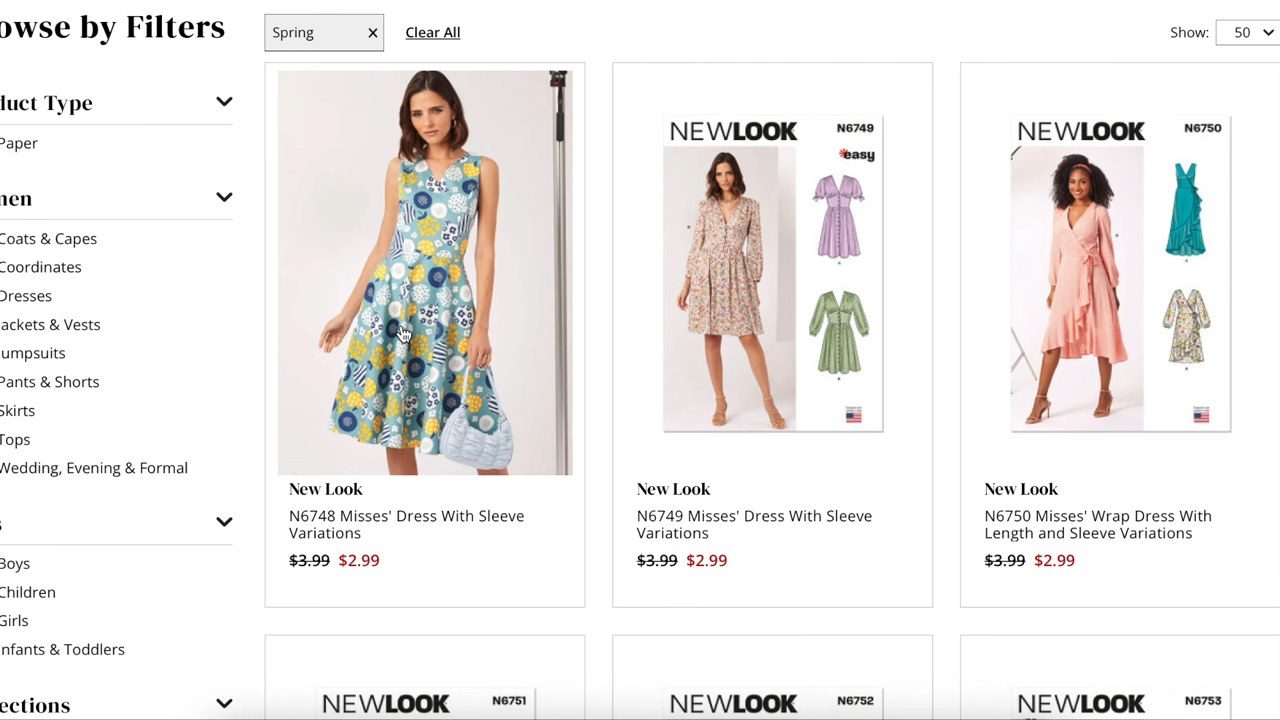 owse by Filters
Spring ×
Clear All
Show: 50
duct Type
Paper
men
Coats & Capes
Coordinates
Dresses
ackets & Vests
umpsuits
Pants & Shorts
Skirts
Tops
Wedding, Evening & Formal
s
Boys
Children
Girls
nfants & Toddlers
ections
New Look
N6748 Misses' Dress With Sleeve
Variations
$3.99 $2.99
NEWLOOK N6749
easy
New Look
N6749 Misses' Dress With Sleeve
Variations
$3.99 $2.99
NEWLOOK N6750
New Look
N6750 Misses' Wrap Dress With
Length and Sleeve Variations
$3.99 $2.99
NEWLOOK N6751
NEWLOOK N6752
NEWLOOK N6753